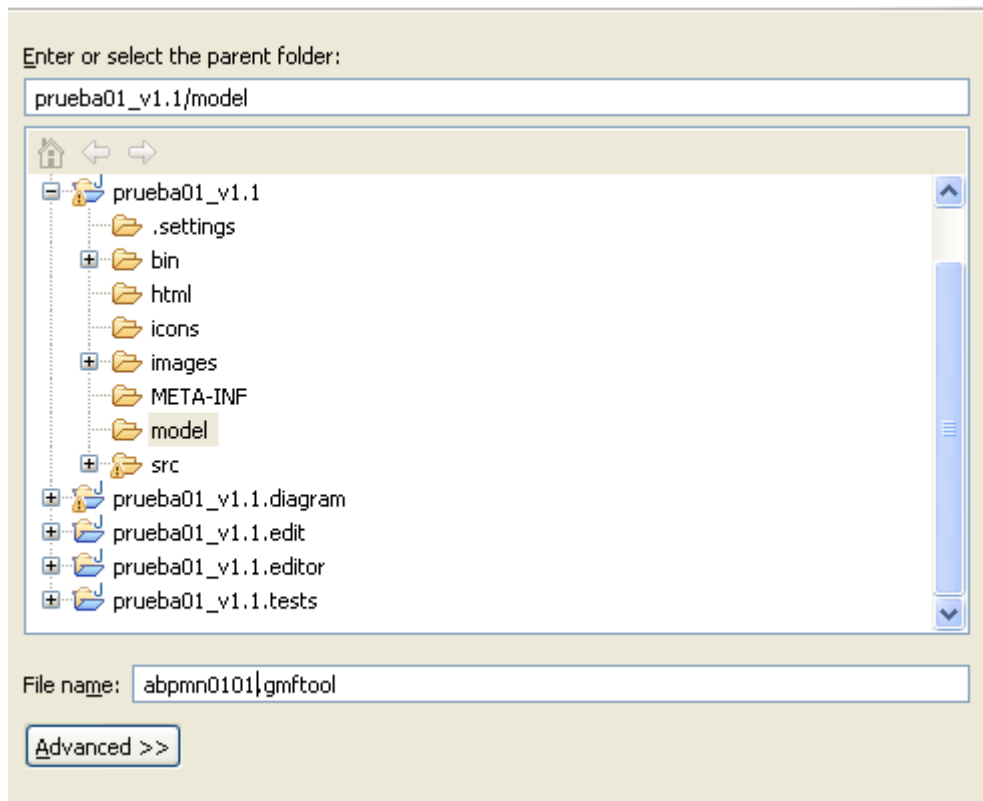 Enter or select the parent folder:
prueba01_v1.1/model
prueba01_v1.1
.settings
bin
html
icons
images
META-INF
model
src
prueba01_v1.1.diagram
prueba01_v1.1.edit
prueba01_v1.1.editor
prueba01_v1.1.tests
File name: abpmn0101.gmftool
Advanced >>